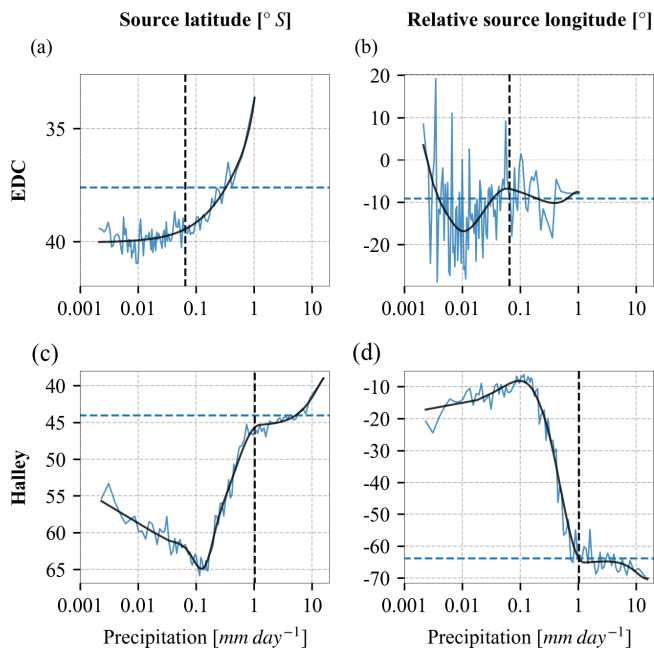 Source latitude [° S]
Relative source longitude [°]
(a)
(b)
EDC
35
40
0.001 0.01 0.1 1 10
20
10
0
-10
-20
0.001 0.01 0.1 1 10
(c)
(d)
Halley
40
45
50
55
60
65
0.001 0.01 0.1 1 10
Precipitation [mm day⁻¹]
-10
-20
-30
-40
-50
-60
-70
0.001 0.01 0.1 1 10
Precipitation [mm day⁻¹]